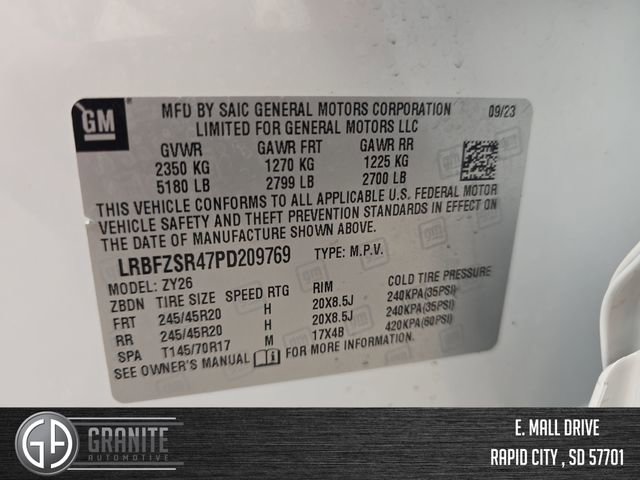 GM
MFD BY SAIC GENERAL MOTORS CORPORATION 09/23
LIMITED FOR GENERAL MOTORS LLC
GVWR GAWR FRT GAWR RR
2350 KG 1270 KG 1225 KG
5180 LB 2799 LB 2700 LB
THIS VEHICLE CONFORMS TO ALL APPLICABLE U.S. FEDERAL MOTOR
VEHICLE SAFETY AND THEFT PREVENTION STANDARDS IN EFFECT ON
THE DATE OF MANUFACTURE SHOWN ABOVE.
LRBFZSR47PD209769 TYPE: M.P.V.
MODEL: ZY26
ZBDN TIRE SIZE SPEED RTG RIM COLD TIRE PRESSURE
FRT 245/45R20 H 20X8.5J 240KPA(35PSI)
RR 245/45R20 H 20X8.5J 240KPA(35PSI)
SPA T145/70R17 M 17X4B 420KPA(60PSI)
SEE OWNER'S MANUAL FOR MORE INFORMATION.
GA GRANITE
AUTOMOTIVE
E. MALL DRIVE
RAPID CITY , SD 57701